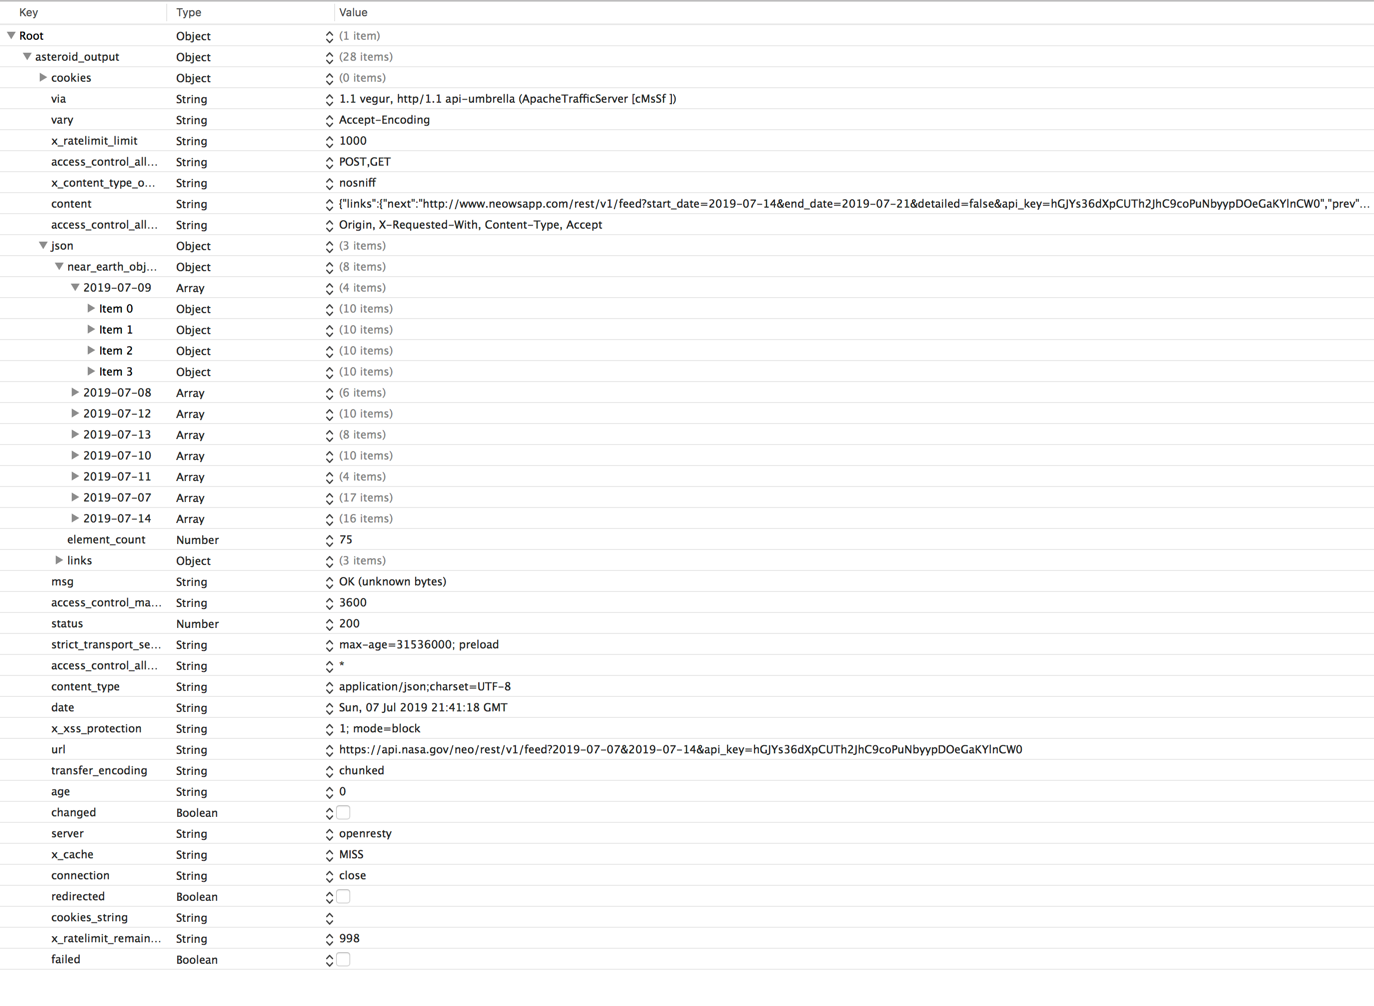 Key Type Value
Root Object (1 item)
asteroid_output Object (28 items)
cookies Object (0 items)
via String 1.1 vegur, http/1.1 api-umbrella (ApacheTrafficServer [cMsSf ])
vary String Accept-Encoding
x_ratelimit_limit String 1000
access_control_all... String POST,GET
x_content_type_o... String nosniff
content String {"links":{"next":"http://www.neowsapp.com/rest/v1/feed?start_date=2019-07-14&end_date=2019-07-21&detailed=false&api_key=hGJYs36dXpCUTh2JhC9coPuNbyypDOeGaKYlnCW0","prev"...
access_control_all... String Origin, X-Requested-With, Content-Type, Accept
json Object (3 items)
near_earth_obj... Object (8 items)
2019-07-09 Array (4 items)
Item 0 Object (10 items)
Item 1 Object (10 items)
Item 2 Object (10 items)
Item 3 Object (10 items)
2019-07-08 Array (6 items)
2019-07-12 Array (10 items)
2019-07-13 Array (8 items)
2019-07-10 Array (10 items)
2019-07-11 Array (4 items)
2019-07-07 Array (17 items)
2019-07-14 Array (16 items)
element_count Number 75
links Object (3 items)
msg String OK (unknown bytes)
access_control_ma... String 3600
status Number 200
strict_transport_se... String max-age=31536000; preload
access_control_all... String *
content_type String application/json;charset=UTF-8
date String Sun, 07 Jul 2019 21:41:18 GMT
x_xss_protection String 1; mode=block
url String https://api.nasa.gov/neo/rest/v1/feed?2019-07-07&2019-07-14&api_key=hGJYs36dXpCUTh2JhC9coPuNbyypDOeGaKYlnCW0
transfer_encoding String chunked
age String 0
changed Boolean
server String openresty
x_cache String MISS
connection String close
redirected Boolean
cookies_string String
x_ratelimit_remain... String 998
failed Boolean